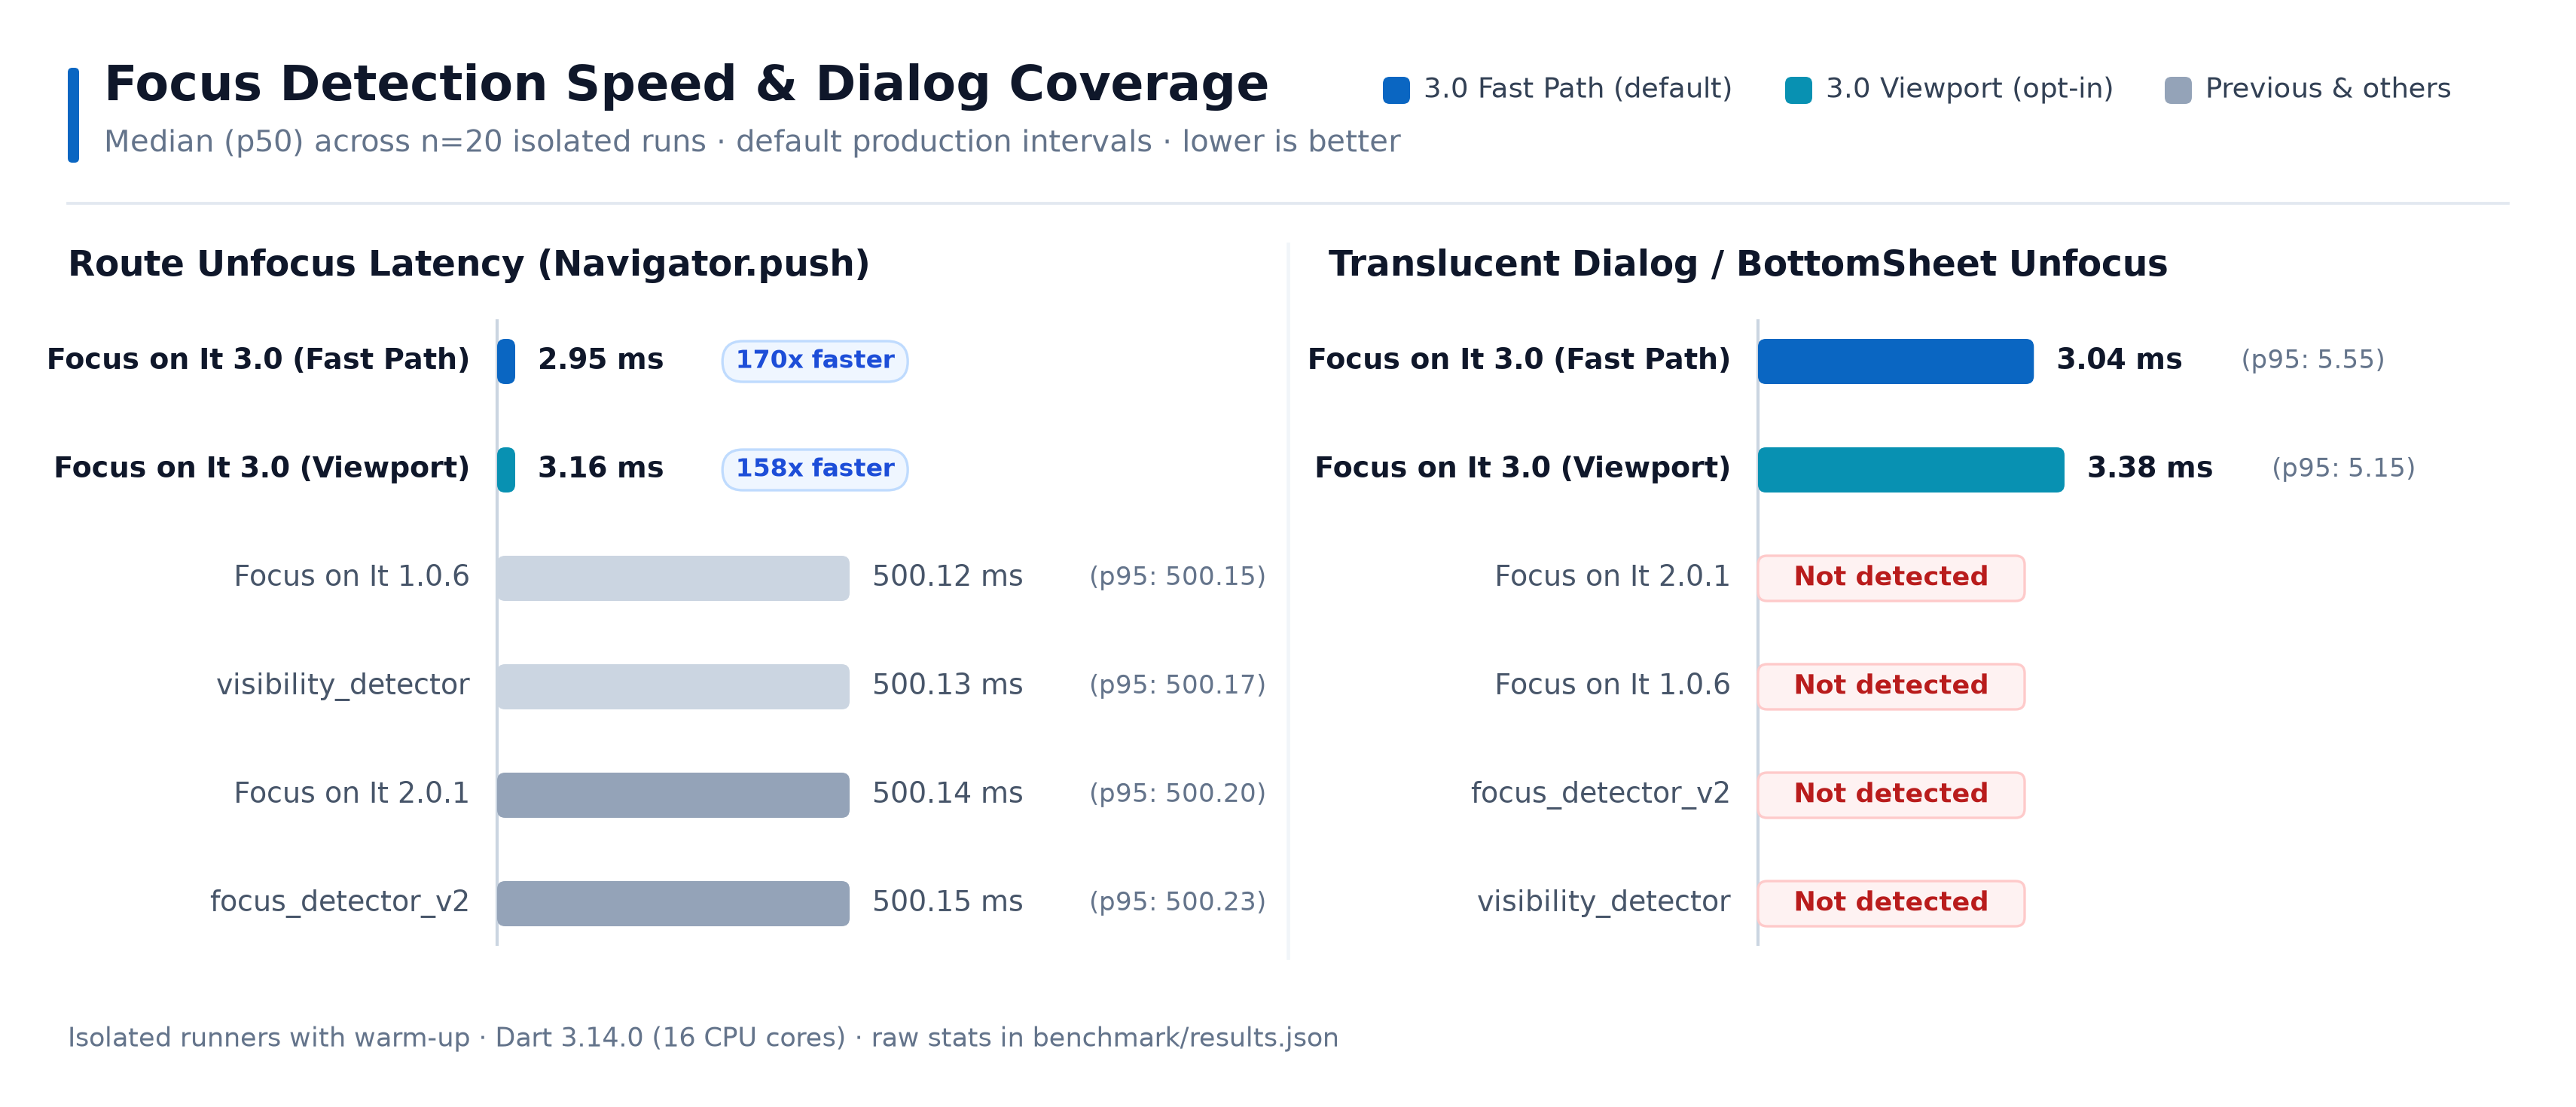 Focus Detection Speed & Dialog Coverage
Median (p50) across n=20 isolated runs · default production intervals · lower is better
3.0 Fast Path (default)
3.0 Viewport (opt-in)
Previous & others
Route Unfocus Latency (Navigator.push)
Focus on It 3.0 (Fast Path) 2.95 ms 170x faster
Focus on It 3.0 (Viewport) 3.16 ms 158x faster
Focus on It 1.0.6 500.12 ms (p95: 500.15)
visibility_detector 500.13 ms (p95: 500.17)
Focus on It 2.0.1 500.14 ms (p95: 500.20)
focus_detector_v2 500.15 ms (p95: 500.23)
Translucent Dialog / BottomSheet Unfocus
Focus on It 3.0 (Fast Path) 3.04 ms (p95: 5.55)
Focus on It 3.0 (Viewport) 3.38 ms (p95: 5.15)
Focus on It 2.0.1 Not detected
Focus on It 1.0.6 Not detected
focus_detector_v2 Not detected
visibility_detector Not detected
Isolated runners with warm-up · Dart 3.14.0 (16 CPU cores) · raw stats in benchmark/results.json